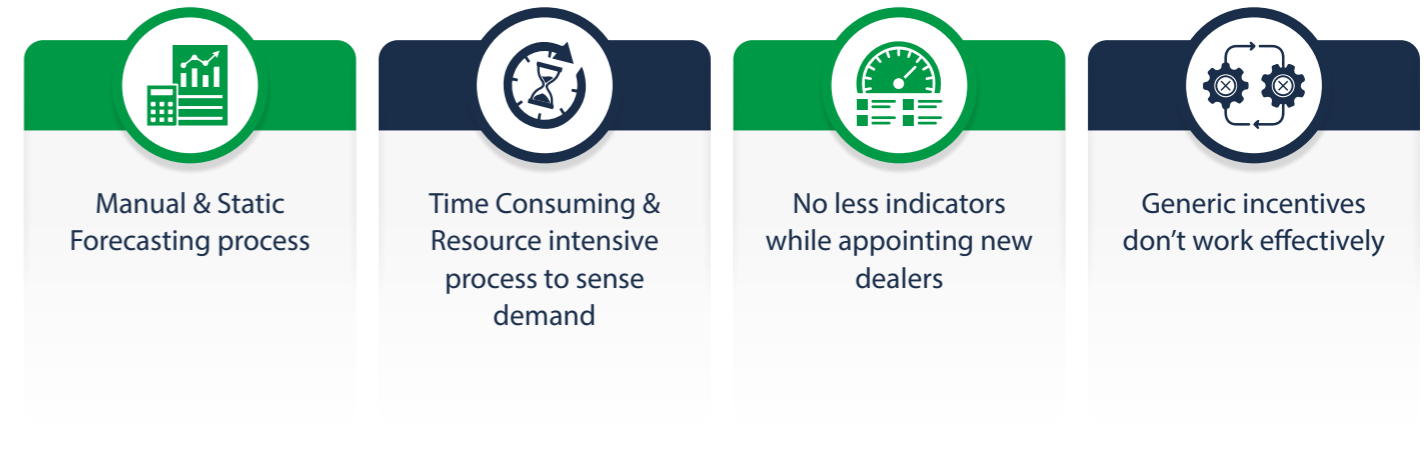 Manual & Static
Forecasting process
Time Consuming &
Resource intensive
process to sense
demand
No less indicators
while appointing new
dealers
Generic incentives
don’t work effectively